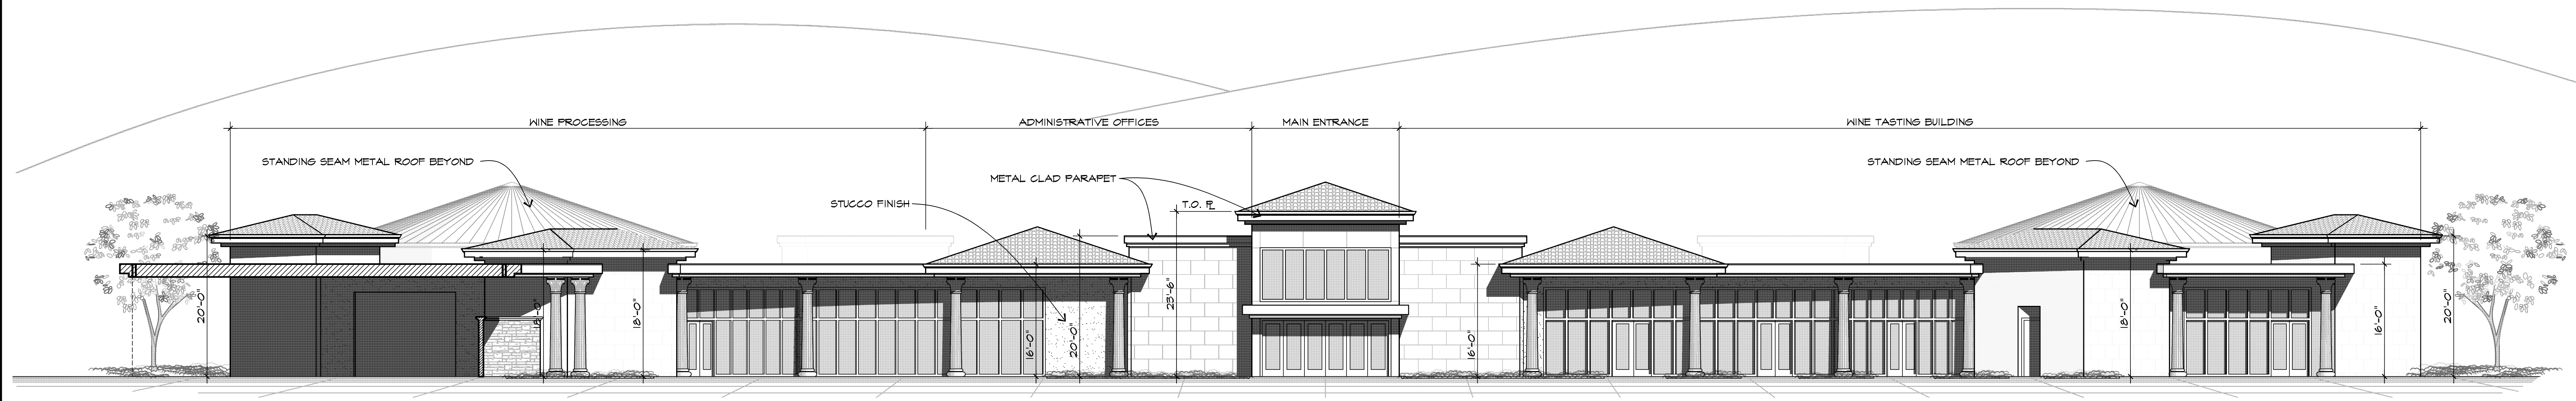 WINE PROCESSING
ADMINISTRATIVE OFFICES
MAIN ENTRANCE
WINE TASTING BUILDING
STANDING SEAM METAL ROOF BEYOND
STANDING SEAM METAL ROOF BEYOND
METAL CLAD PARAPET
STUCCO FINISH
T.O. PL
20'-0"
18'-0"
18'-0"
16'-0"
20'-0"
23'-6"
16'-0"
18'-0"
16'-0"
20'-0"